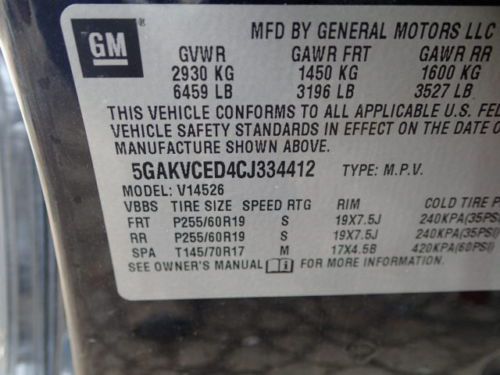 GM
MFD BY GENERAL MOTORS LLC
GVWR GAWR FRT GAWR RR
2930 KG 1450 KG 1600 KG
6459 LB 3196 LB 3527 LB
THIS VEHICLE CONFORMS TO ALL APPLICABLE U.S. FED
VEHICLE SAFETY STANDARDS IN EFFECT ON THE DATE O
MANUFACTURE SHOWN ABOVE.
5GAKVCED4CJ334412 TYPE: M.P.V.
MODEL: V14526
VBBS TIRE SIZE SPEED RTG RIM COLD TIRE P
FRT P255/60R19 S 19X7.5J 240KPA(35PSI)
RR P255/60R19 S 19X7.5J 240KPA(35PSI)
SPA T145/70R17 M 17X4.5B 420KPA(60PSI)
SEE OWNER'S MANUAL FOR MORE INFORMATION.